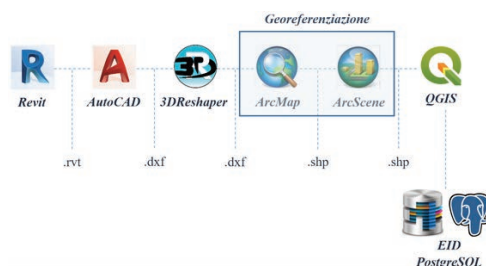 Georeferenziazione
Revit AutoCAD 3DReshaper ArcMap ArcScene QGIS
.rvt .dxf .dxf .shp .shp
EID
PostgreSQL